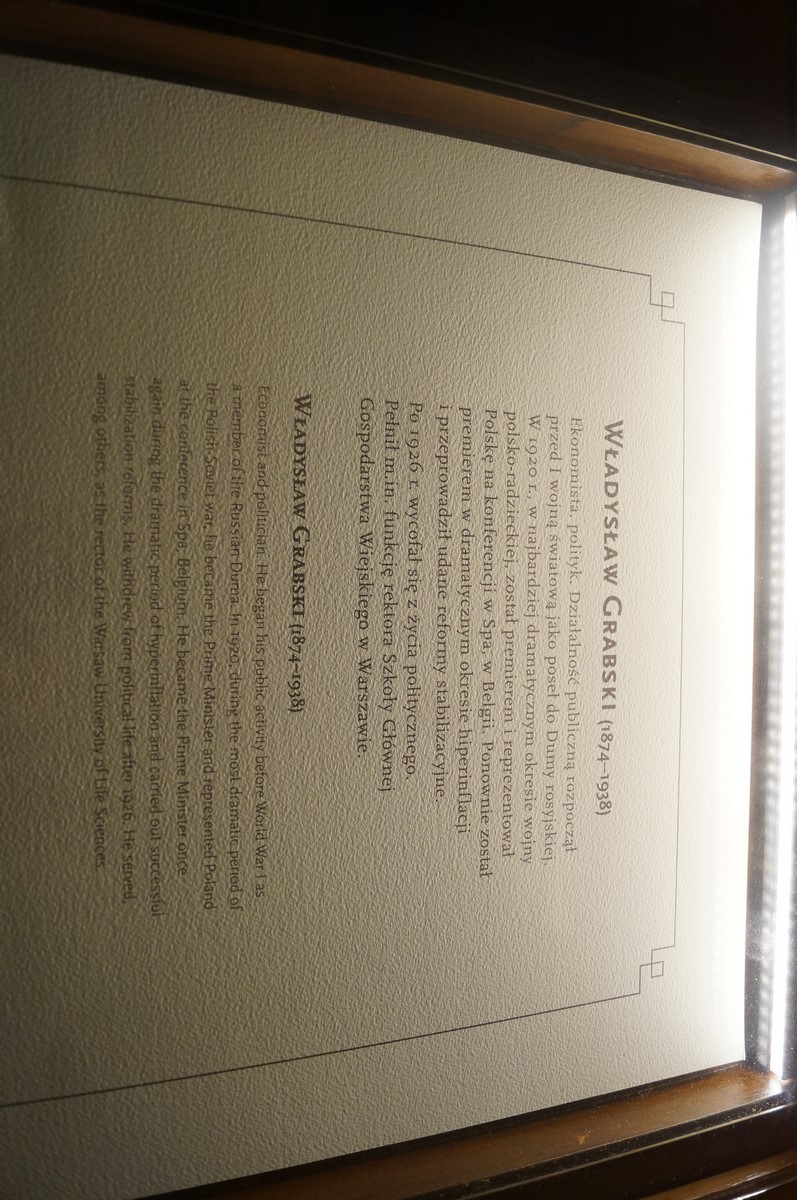 WŁADYSŁAW GRABSKI (1874–1938)
Ekonomista, polityk. Działalność publiczną rozpoczął
przed I wojną światową jako poseł do Dumy rosyjskiej.
W 1920 r., w najbardziej dramatycznym okresie wojny
polsko-radzieckiej, został premierem i reprezentował
Polskę na konferencji w Spa, w Belgii. Ponownie został
premierem w dramatycznym okresie hiperinflacji
i przeprowadził udane reformy stabilizacyjne.
Po 1926 r. wycofał się z życia politycznego.
Pełnił m.in. funkcję rektora Szkoły Głównej
Gospodarstwa Wiejskiego w Warszawie.
WŁADYSŁAW GRABSKI (1874–1938)
Economist and politician. He began his public activity before World War I as
a member of the Russian Duma. In 1920, during the most dramatic period of
the Polish-Soviet war, he became the Prime Minister and represented Poland
at the conference in Spa, Belgium. He became the Prime Minister once
again during the dramatic period of hyperinflation and carried out successful
stabilization reforms. He withdrew from political life after 1926. He served,
among others, as the rector of the Warsaw University of Life Sciences.